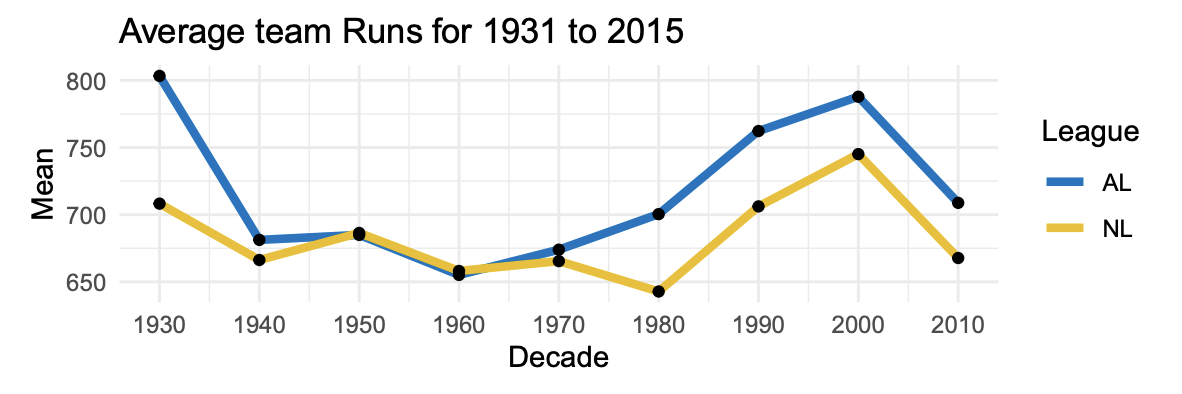 Average team Runs for 1931 to 2015
800
750
700
650
Mean
1930 1940 1950 1960 1970 1980 1990 2000 2010
Decade
League
AL
NL